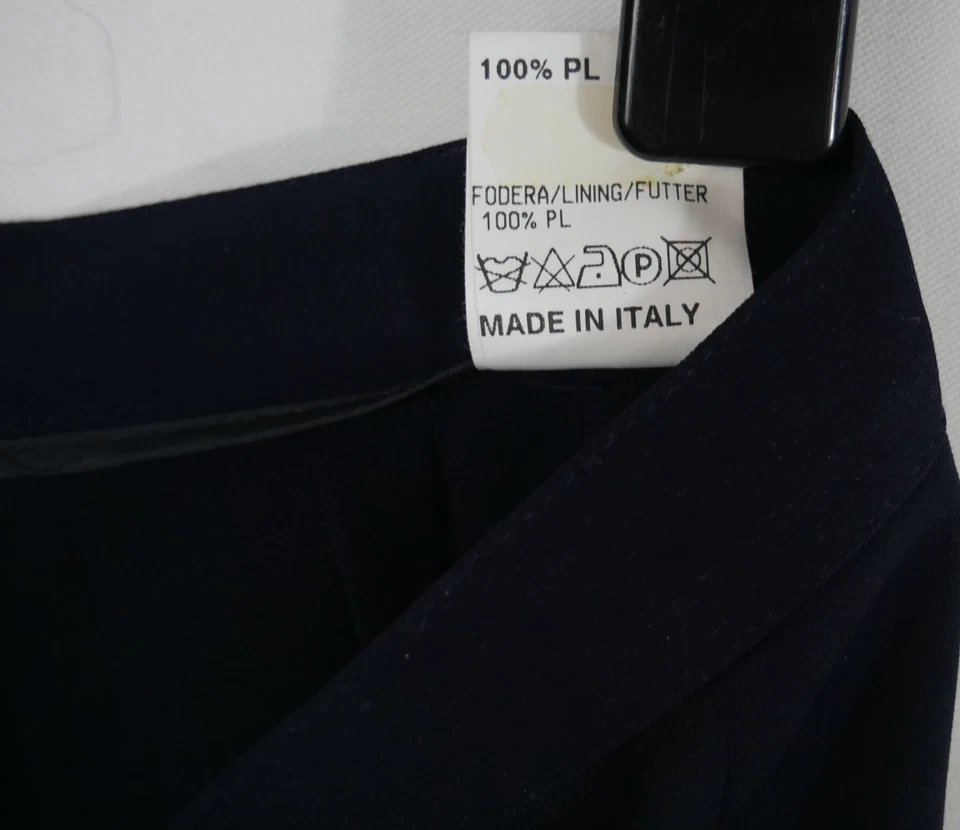 100% PL
FODERA/LINING/FUTTER
100% PL
P
MADE IN ITALY